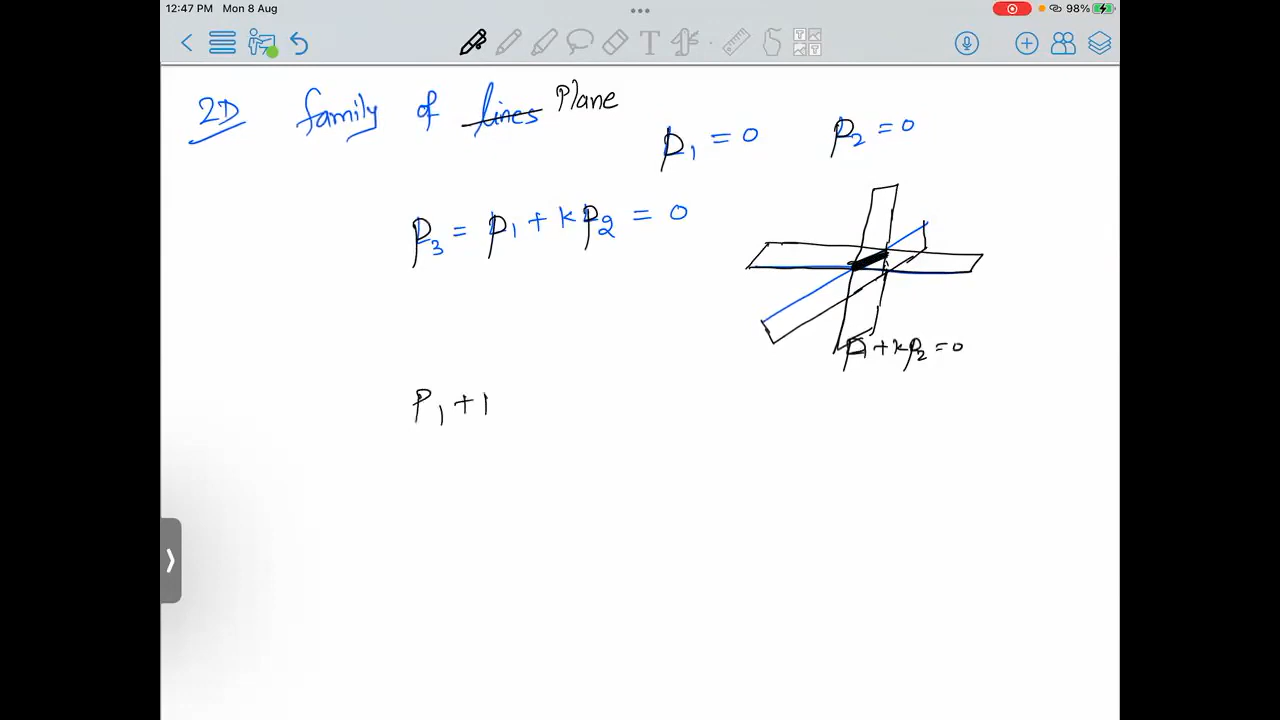 12:47 PM Mon 8 Aug
98%
2D family of lines Plane
p₁ = 0 p₂ = 0
p₃ = p₁ + kp₂ = 0
p₁ + kp₂ = 0
P₁ + 1